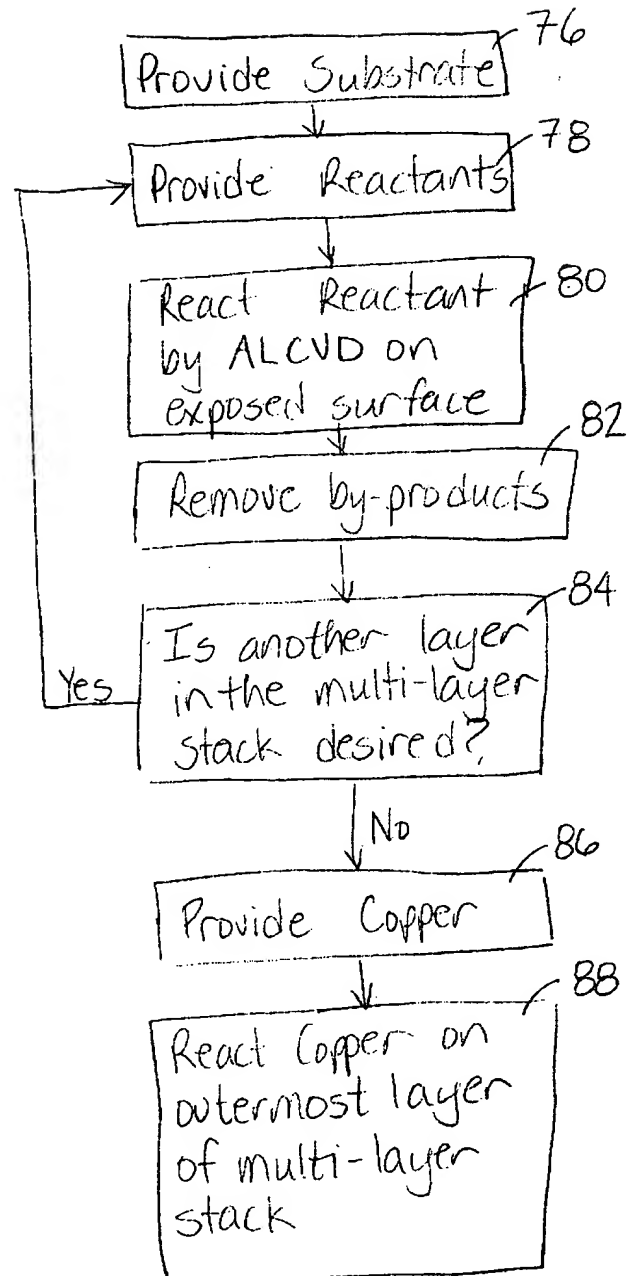 76
Provide Substrate
78
Provide Reactants
80
React Reactant
by ALCVD on
exposed surface
82
Remove by-products
84
Is another layer
in the multi-layer
stack desired?
Yes
No
86
Provide Copper
88
React Copper on
outermost layer
of multi-layer
stack